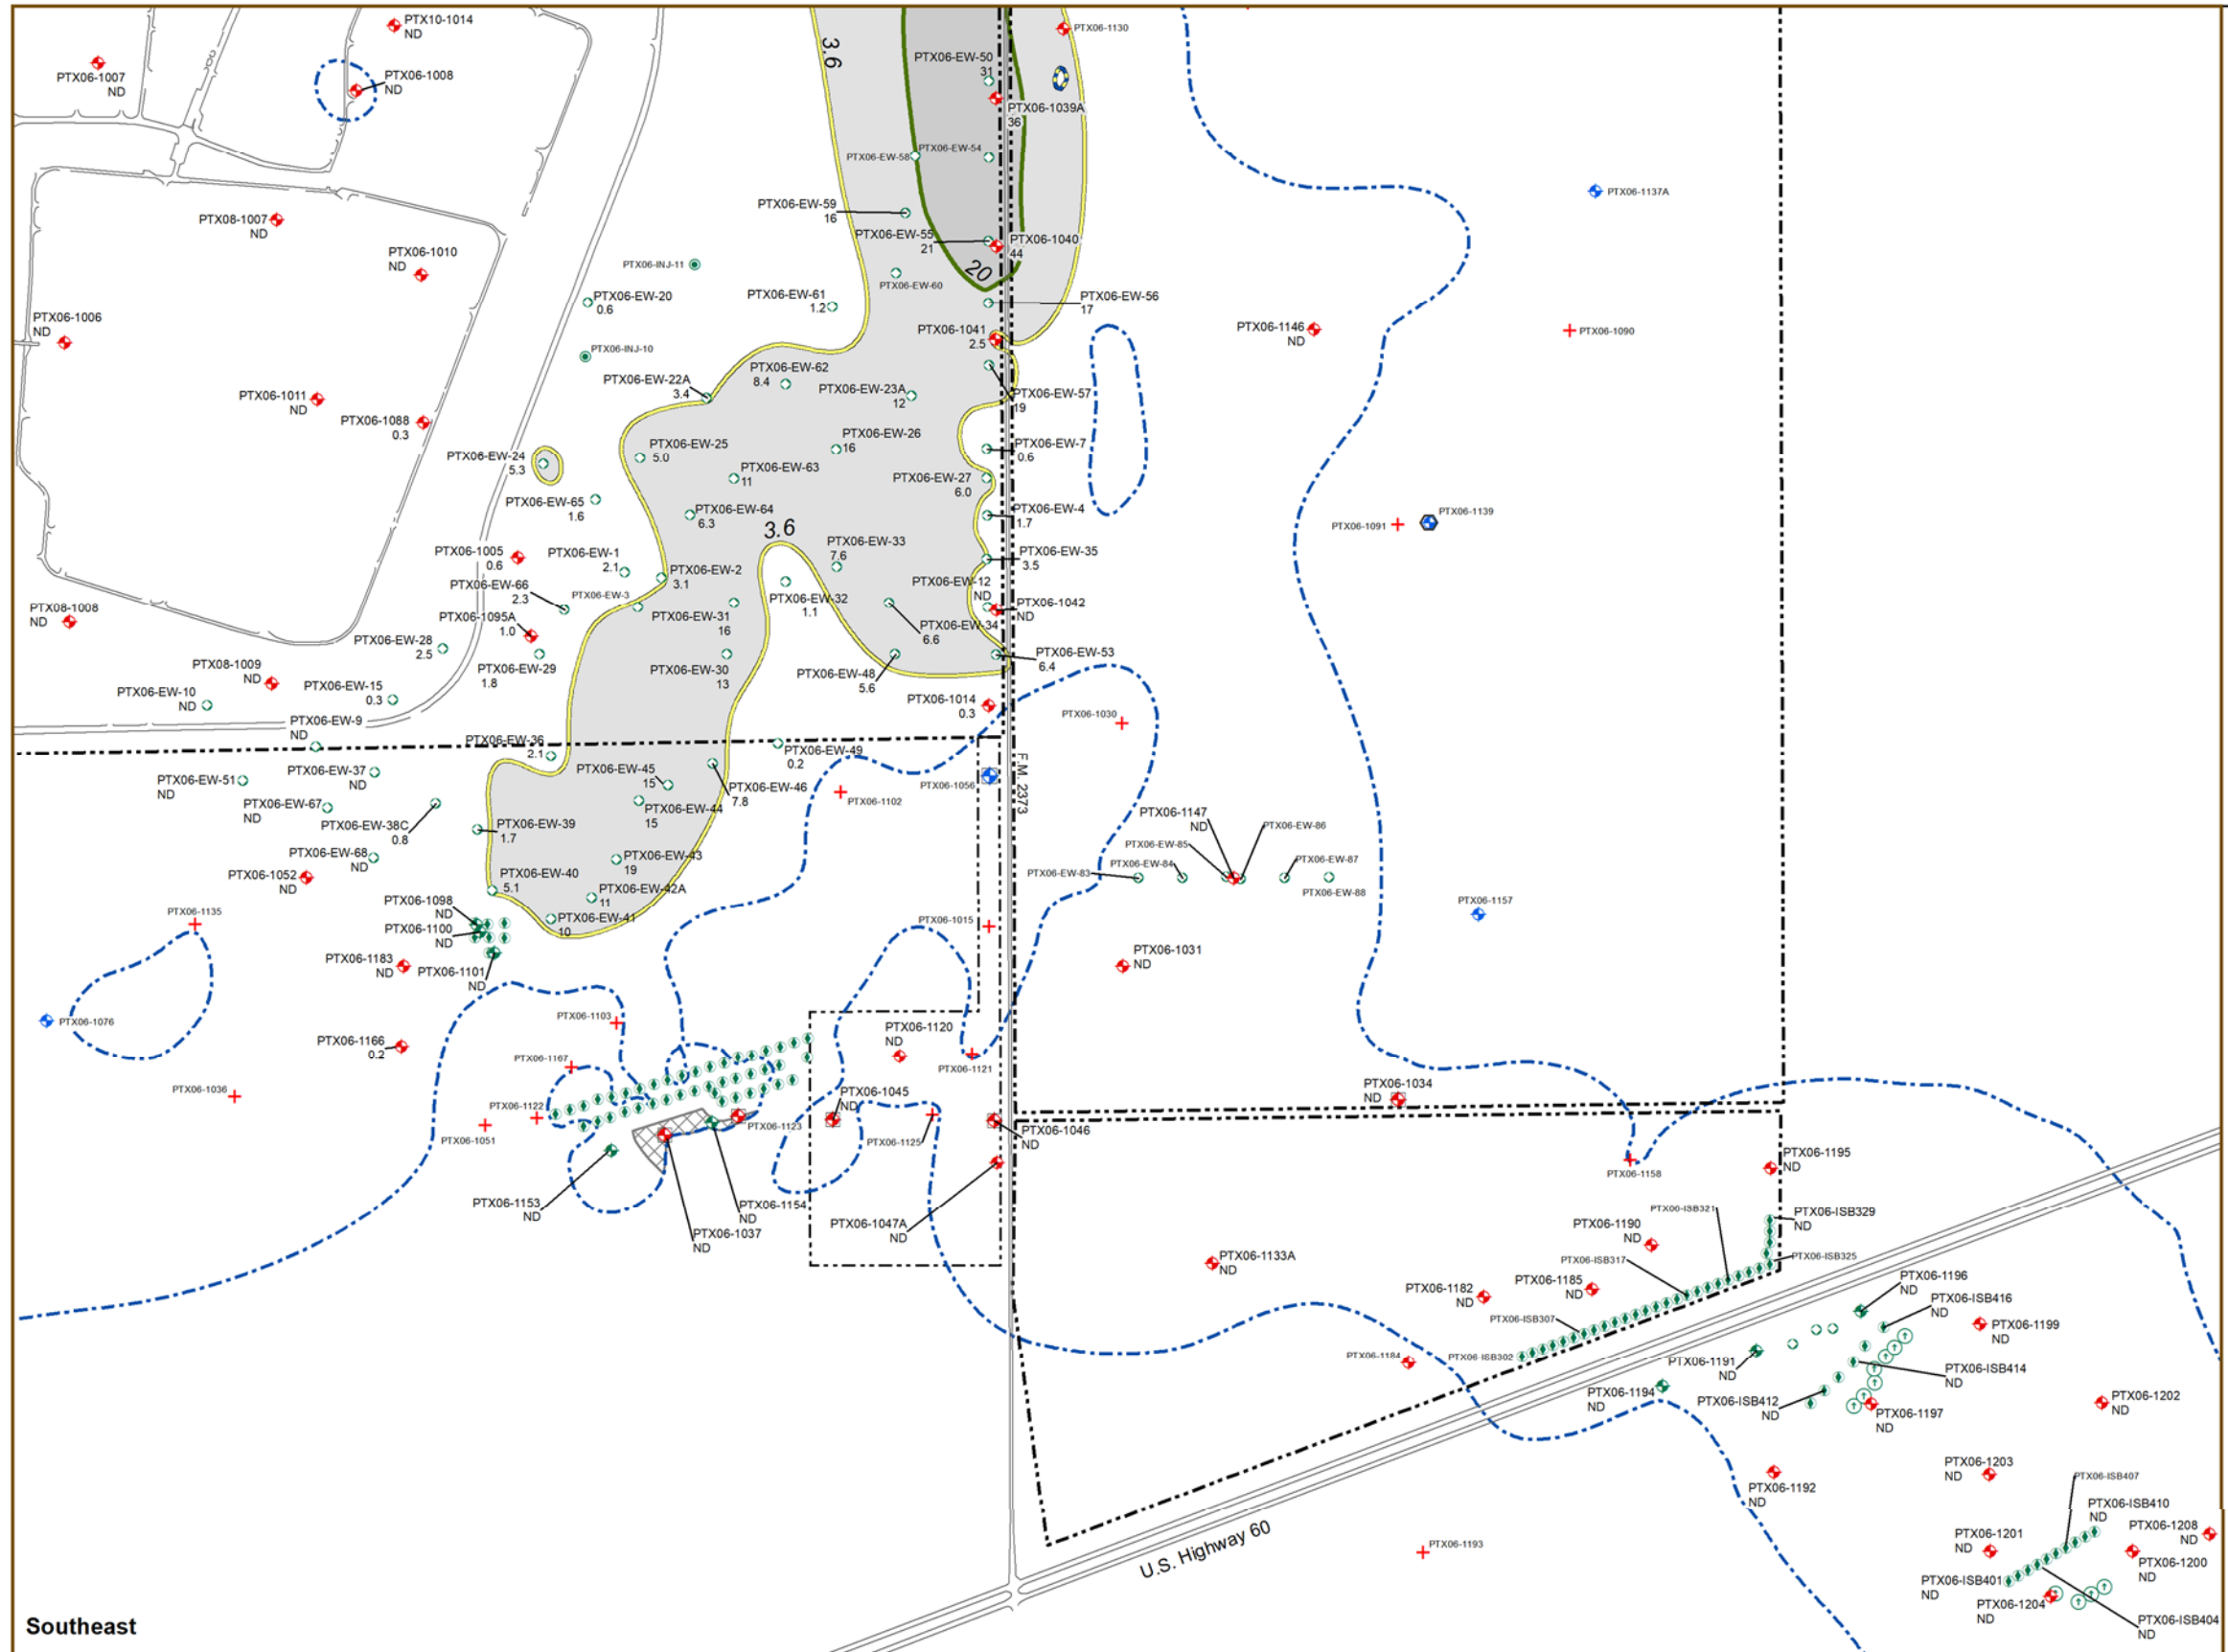 PTX10-1014
ND
PTX06-1007
ND
PTX06-1008
ND
3.6
PTX06-EW-50
31
PTX06-1130
PTX06-1039A
36
PTX06-EW-58
PTX06-EW-54
PTX06-1137A
PTX06-EW-59
16
PTX08-1007
ND
PTX06-EW-55
21
PTX06-1040
44
PTX06-1010
ND
20
PTX06-INJ-11
PTX06-EW-60
PTX06-EW-20
0.6
PTX06-EW-61
1.2
PTX06-EW-56
17
PTX06-1006
ND
PTX06-1041
2.5
PTX06-1146
ND
PTX06-1090
PTX06-INJ-10
PTX06-EW-62
8.4
PTX06-EW-22A
3.4
PTX06-EW-23A
12
PTX06-EW-57
19
PTX06-1011
ND
PTX06-1088
0.3
PTX06-EW-26
16
PTX06-EW-25
5.0
PTX06-EW-7
0.6
PTX06-EW-24
5.3
PTX06-EW-63
11
PTX06-EW-27
6.0
PTX06-EW-65
1.6
PTX06-EW-64
6.3
PTX06-EW-4
1.7
PTX06-1091
PTX06-1139
3.6
PTX06-EW-33
7.6
PTX06-1005
0.6
PTX06-EW-1
2.1
PTX06-EW-35
3.5
PTX06-EW-2
3.1
PTX06-EW-66
2.3
PTX06-EW-3
PTX06-EW-12
ND
PTX06-EW-32
1.1
PTX06-1042
ND
PTX08-1008
ND
PTX06-1095A
1.0
PTX06-EW-31
16
PTX06-EW-34
6.6
PTX06-EW-28
2.5
PTX06-EW-29
1.8
PTX06-EW-30
13
PTX06-EW-48
5.6
PTX06-EW-53
6.4
PTX08-1009
ND
PTX06-EW-10
ND
PTX06-EW-15
0.3
PTX06-1014
0.3
PTX06-1030
PTX06-EW-9
ND
PTX06-EW-36
2.1
PTX06-EW-49
0.2
F.M. 2373
PTX06-EW-51
ND
PTX06-EW-37
ND
PTX06-EW-45
15
PTX06-EW-46
7.8
PTX06-1102
PTX06-1056
PTX06-EW-67
ND
PTX06-EW-44
15
PTX06-EW-38C
0.8
PTX06-EW-39
1.7
PTX06-1147
ND
PTX06-EW-86
PTX06-EW-85
PTX06-EW-68
ND
PTX06-EW-43
19
PTX06-EW-84
PTX06-EW-87
PTX06-1052
ND
PTX06-EW-40
5.1
PTX06-EW-83
PTX06-EW-88
PTX06-EW-42A
11
PTX06-1098
ND
PTX06-1157
PTX06-1135
PTX06-EW-41
10
PTX06-1015
PTX06-1100
ND
PTX06-1183
ND
PTX06-1101
ND
PTX06-1031
ND
PTX06-1076
PTX06-1103
PTX06-1120
ND
PTX06-1166
0.2
PTX06-1167
PTX06-1121
PTX06-1036
PTX06-1045
ND
PTX06-1034
ND
PTX06-1122
PTX06-1051
PTX06-1123
PTX06-1125
PTX06-1046
ND
PTX06-1195
ND
PTX06-1158
PTX06-1153
ND
PTX06-1154
ND
PTX06-1037
ND
PTX06-1047A
ND
PTX06-ISB321
PTX06-ISB329
ND
PTX06-1190
ND
PTX06-1133A
ND
PTX06-ISB317
PTX06-ISB325
PTX06-1182
ND
PTX06-1185
ND
PTX06-1196
ND
PTX06-ISB416
ND
PTX06-ISB307
PTX06-1199
ND
PTX06-1184
PTX06-ISB302
PTX06-1191
ND
PTX06-ISB414
ND
PTX06-1194
ND
PTX06-ISB412
ND
PTX06-1202
ND
PTX06-1197
ND
PTX06-1203
ND
PTX06-1192
ND
PTX06-ISB407
PTX06-ISB410
ND
PTX06-1208
ND
PTX06-1201
ND
PTX06-1193
U.S. Highway 60
PTX06-1200
ND
PTX06-ISB401
ND
PTX06-1204
ND
PTX06-ISB404
ND
Southeast